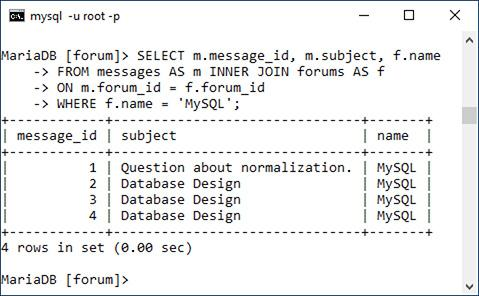 mysql -u root -p
MariaDB [forum]> SELECT m.message_id, m.subject, f.name
    -> FROM messages AS m INNER JOIN forums AS f
    -> ON m.forum_id = f.forum_id
    -> WHERE f.name = 'MySQL';
+------------+-----------------------------+-------+
| message_id | subject                     | name  |
+------------+-----------------------------+-------+
|          1 | Question about normalization. | MySQL |
|          2 | Database Design             | MySQL |
|          3 | Database Design             | MySQL |
|          4 | Database Design             | MySQL |
+------------+-----------------------------+-------+
4 rows in set (0.00 sec)
MariaDB [forum]>